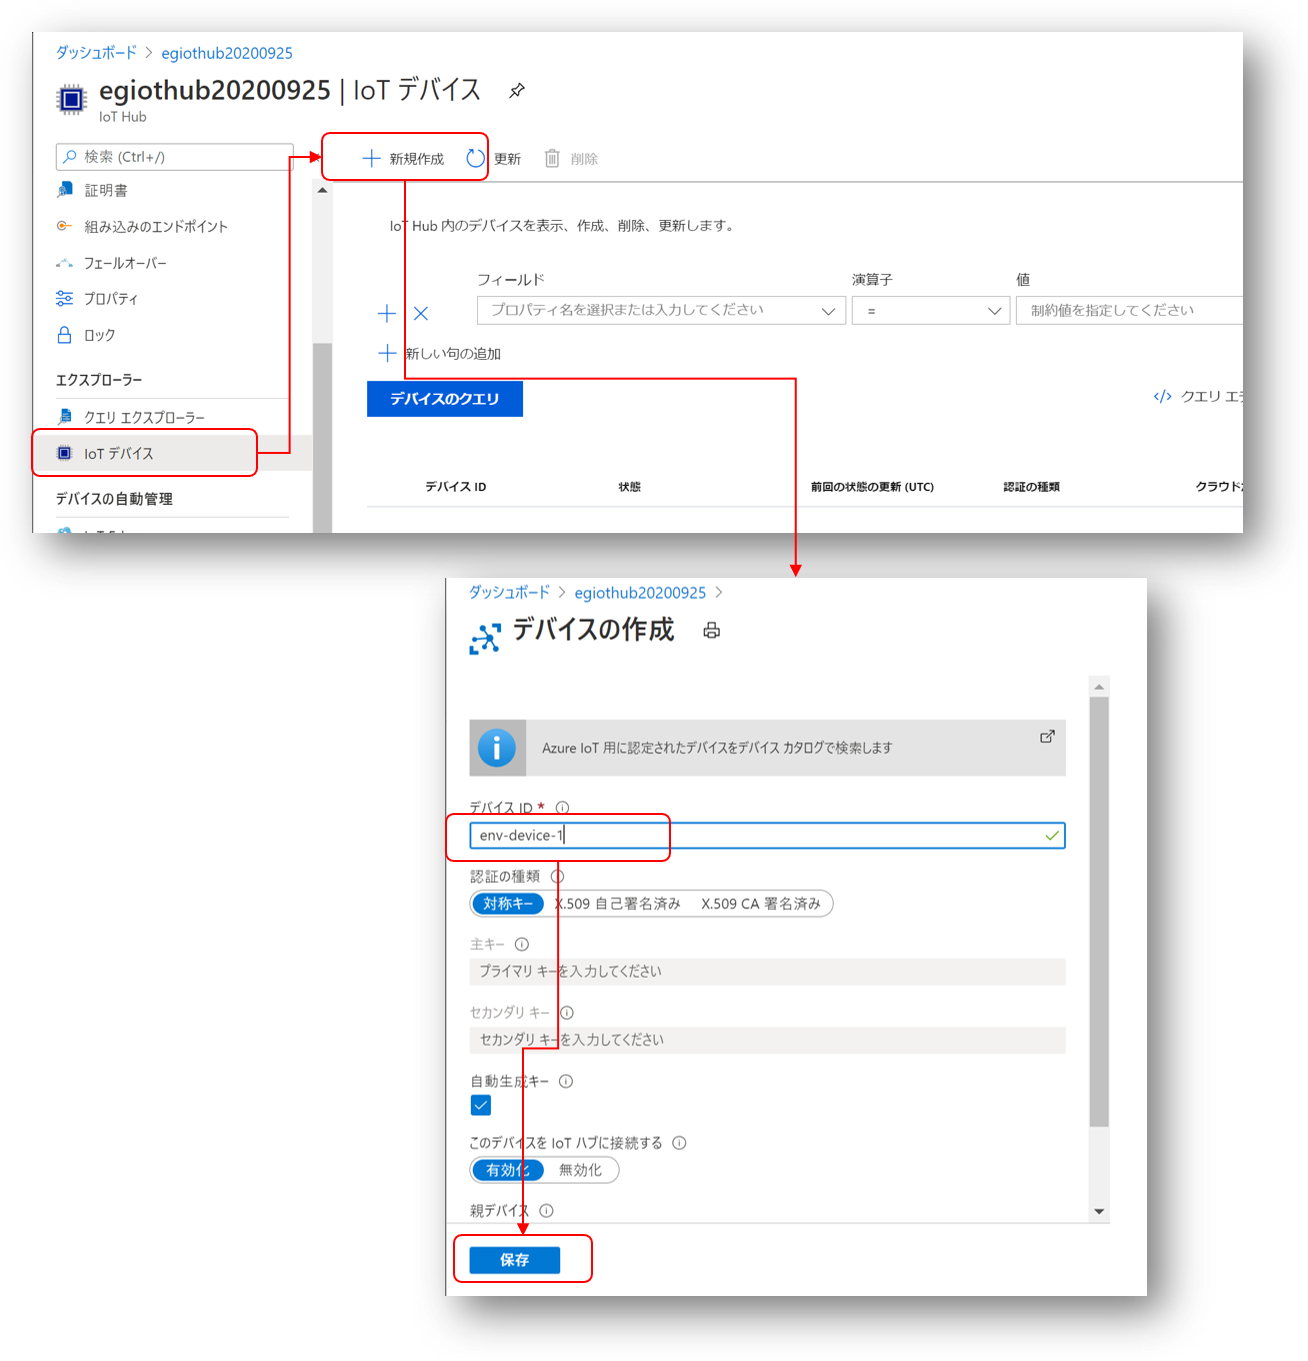 ダッシュボード > egiothub20200925
egiothub20200925 | IoT デバイス
IoT Hub
検索 (Ctrl+/)
新規作成 更新 削除
証明書
組み込みのエンドポイント
フェールオーバー
プロパティ
ロック
エクスプローラー
クエリ エクスプローラー
IoT デバイス
デバイスの自動管理
IoT Hub 内のデバイスを表示、作成、削除、更新します。
フィールド 演算子 値
プロパティ名を選択または入力してください = 制約値を指定してください
新しい句の追加
デバイスのクエリ
</> クエリ エ
デバイス ID 状態 前回の状態の更新 (UTC) 認証の種類 クラウド
ダッシュボード > egiothub20200925 >
デバイスの作成
Azure IoT 用に認定されたデバイスをデバイス カタログで検索します
デバイス ID *
env-device-1
認証の種類
対称キー X.509 自己署名済み X.509 CA 署名済み
主キー
プライマリ キーを入力してください
セカンダリ キー
セカンダリ キーを入力してください
自動生成キー
このデバイスを IoT ハブに接続する
有効化 無効化
親デバイス
保存